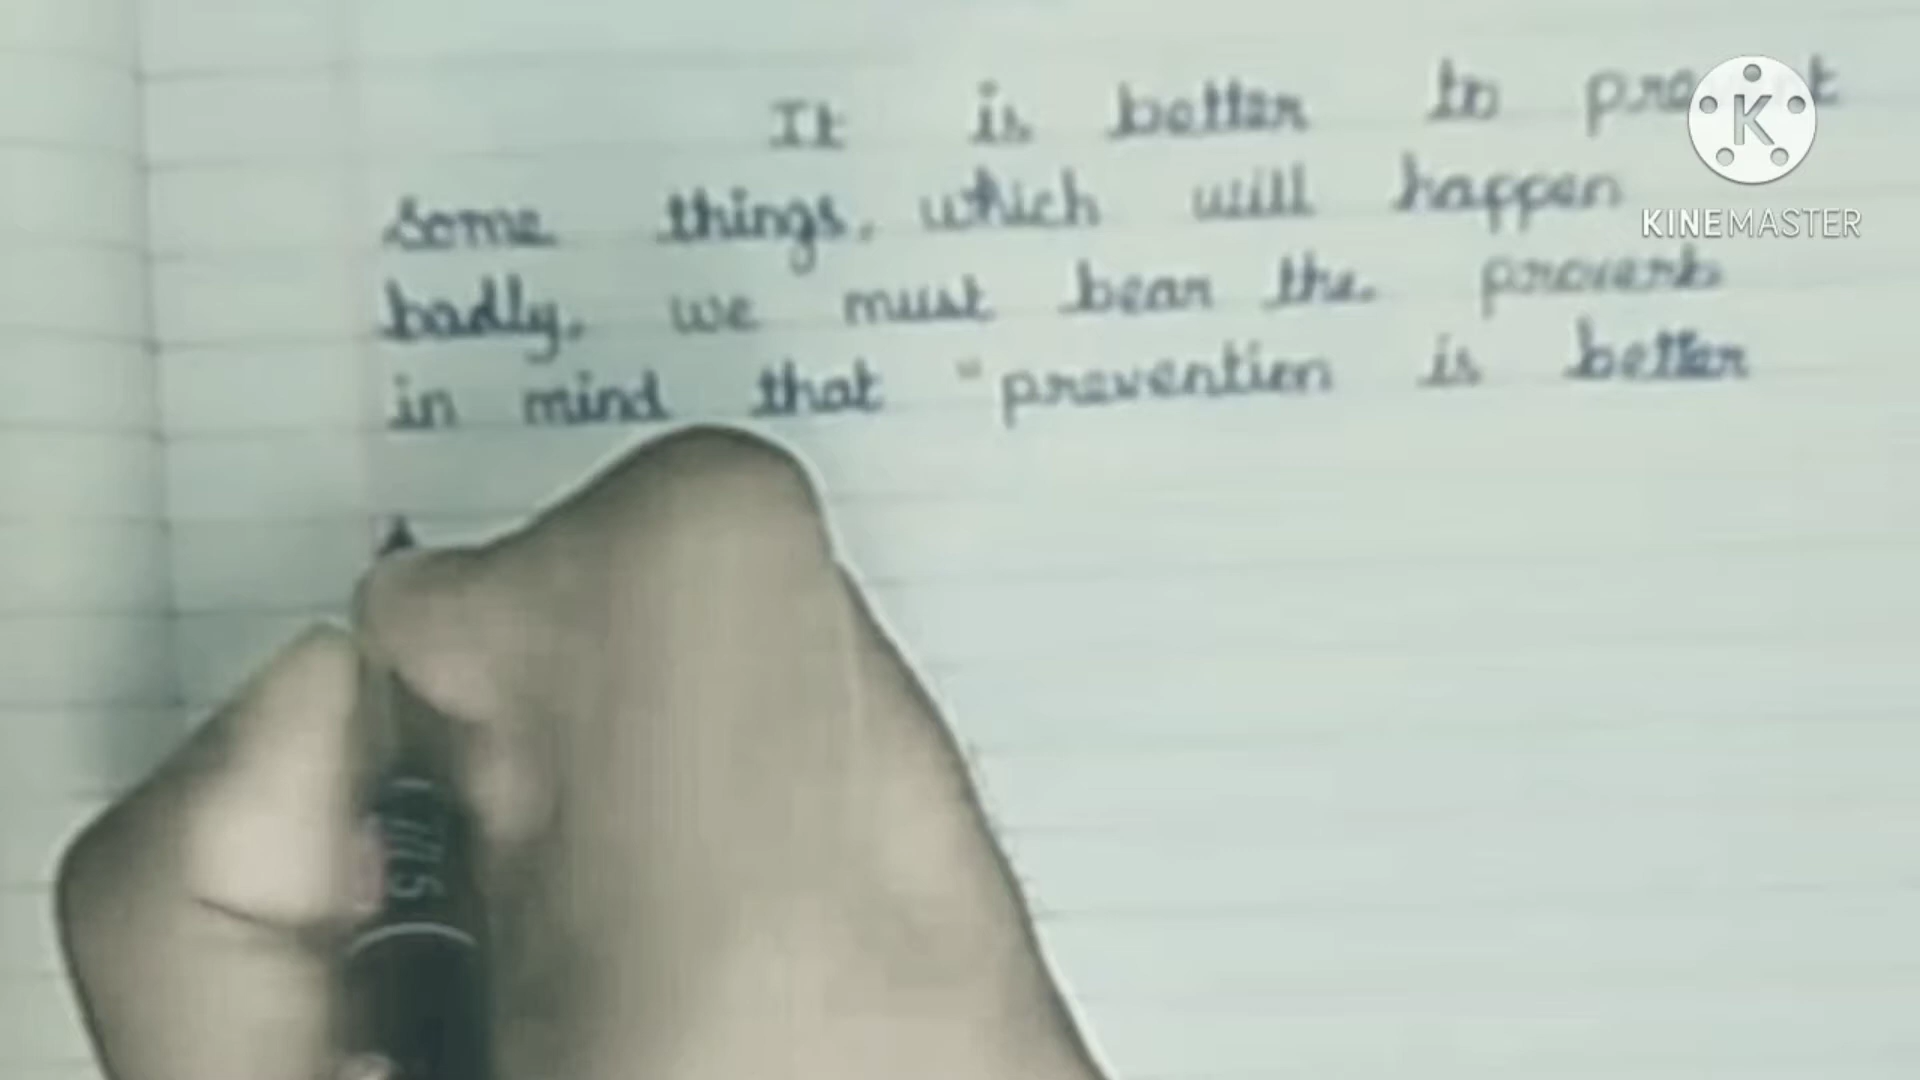 It is better to
some things, which will happen
badly, we must bear the proverb
in mind that "prevention is better
KINEMASTER